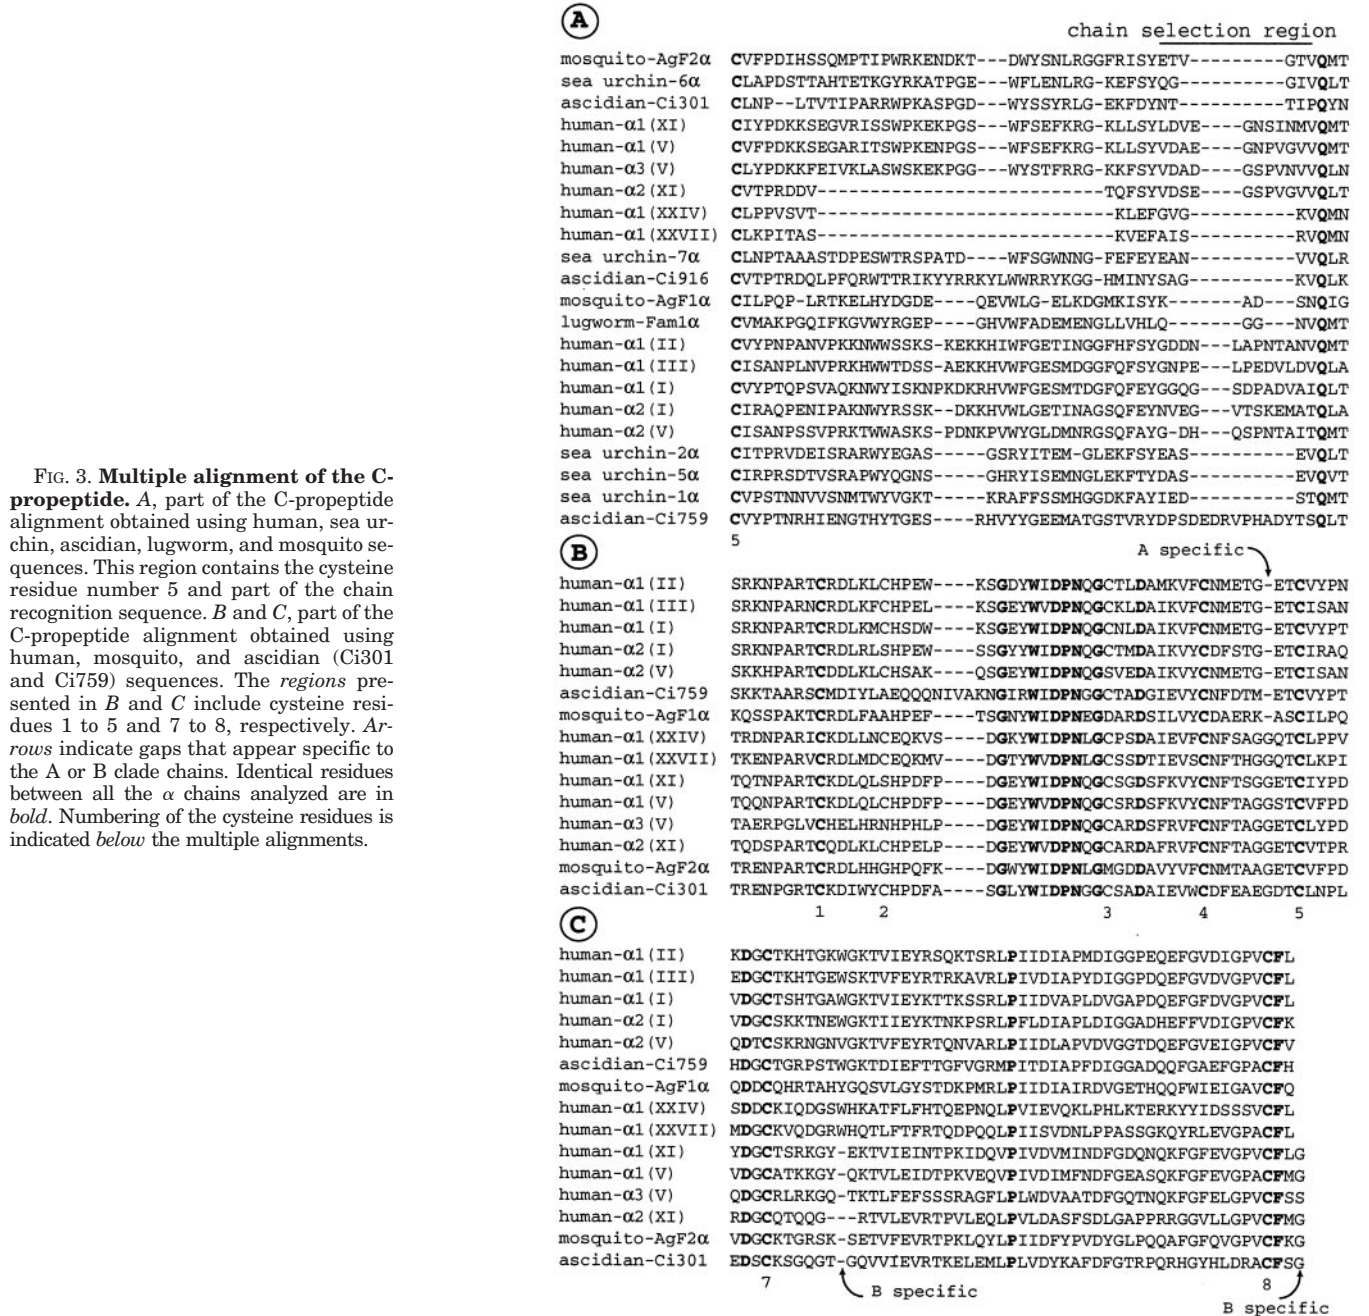 FIG. 3. Multiple alignment of the C-
propeptide. A, part of the C-propeptide
alignment obtained using human, sea ur-
chin, ascidian, lugworm, and mosquito se-
quences. This region contains the cysteine
residue number 5 and part of the chain
recognition sequence. B and C, part of the
C-propeptide alignment obtained using
human, mosquito, and ascidian (Ci301
and Ci759) sequences. The regions pre-
sented in B and C include cysteine resi-
dues 1 to 5 and 7 to 8, respectively. Ar-
rows indicate gaps that appear specific to
the A or B clade chains. Identical residues
between all the α chains analyzed are in
bold. Numbering of the cysteine residues is
indicated below the multiple alignments.
A
chain selection region
mosquito-AgF2α CVFPDIHSSQMPTIPWRKENDKT---DWYSNLRGGFRISYETV---------GTVQMT
sea urchin-6α CLAPDSTTAHTETKGYRKATPGE---WFLENLRG-KEFSYQG----------GIVQLT
ascidian-Ci301 CLNP--LTVTIPARRWPKASPGD---WYSSYRLG-EKFDYNT----------TIPQYN
human-α1(XI) CIYPDKKSEGVRISSWPKEKPGS---WFSEFKRG-KLLSYLDVE----GNSINMVQMT
human-α1(V) CVFPDKKSEGARITSWPKENPGS---WFSEFKRG-KLLSYVDAE----GNPVGVVQMT
human-α3(V) CLYPDKKFEIVKLASWSKEKPGG---WYSTFRRG-KKFSYVDAD----GSPVNVVQLN
human-α2(XI) CVTPRDDV---------------------------TQFSYVDSE----GSPVGVVQLT
human-α1(XXIV) CLPPVSVT----------------------------KLEFGVG----------KVQMN
human-α1(XXVII) CLKPITAS----------------------------KVEFAIS----------RVQMN
sea urchin-7α CLNPTAAASTDPESWTRSPATD----WFSGWNNG-FEFEYEAN----------VVQLR
ascidian-Ci916 CVTPTRDQLPFQRWTTRIKYYRRKYLWWRRYKGG-HMINYSAG----------KVQLK
mosquito-AgF1α CILPQP-LRTKELHYDGDE----QEVWLG-ELKDGMKISYK-------AD---SNQIG
lugworm-Fam1α CVMAKPGQIFKGVWYRGEP----GHVWFADEMENGLLVHLQ-------GG---NVQMT
human-α1(II) CVYPNPANVPKKNWWSSKS-KEKKHIWFGETINGGFHFSYGDDN---LAPNTANVQMT
human-α1(III) CISANPLNVPRKHWWTDSS-AEKKHVWFGESMDGGFQFSYGNPE---LPEDVLDVQLA
human-α1(I) CVYPTQPSVAQKNWYISKNPKDKRHVWFGESMTDGFQFEYGGQG---SDPADVAIQLT
human-α2(I) CIRAQPENIPAKNWYRSSK--DKKHVWLGETINAGSQFEYNVEG---VTSKEMATQLA
human-α2(V) CISANPSSVPRKTWWASKS-PDNKPVWYGLDMNRGSQFAYG-DH---QSPNTAITQMT
sea urchin-2α CITPRVDEISRARWYEGAS----GSRYITEM-GLEKFSYEAS----------EVQLT
sea urchin-5α CIRPRSDTVSRAPWYQGNS----GHRYISEMNGLEKFTYDAS----------EVQVT
sea urchin-1α CVPSTNNVVSNMTWYVGKT----KRAFFSSMHGGDKFAYIED----------STQMT
ascidian-Ci759 CVYPTNRHIENGTHYTGES---RHVYYGEEMATGSTVRYDPSDEDRVPHADYTSQLT
5
B
A specific
human-α1(II) SRKNPARTCRDLKLCHPEW----KSGDYWIDPNQGCTLDAMKVFCNMETG-ETCVYPN
human-α1(III) SRKNPARNCRDLKFCHPEL----KSGEYWVDPNQGCKLDAIKVFCNMETG-ETCISAN
human-α1(I) SRKNPARTCRDLKMCHSDW----KSGEYWIDPNQGCNLDAIKVFCNMETG-ETCVYPT
human-α2(I) SRKNPARTCRDLRLSHPEW----SSGYYWIDPNQGCTMDAIKVYCDFSTG-ETCIRAQ
human-α2(V) SKKHPARTCDDLKLCHSAK----QSGEYWIDPNQGSVEDAIKVYCNMETG-ETCISAN
ascidian-Ci759 SKKTAARSCMDIYLAEQQQNIVAKNGIRWIDPNGGCTADGIEVYCNFDTM-ETCVYPT
mosquito-AgF1α KQSSPAKTCRDLFAAHPEF----TSGNYWIDPNEGDARDSILVYCDAERK-ASCILPQ
human-α1(XXIV) TRDNPARICKDLLNCEQKVS----DGKYWIDPNLGCPSDAIEVFCNFSAGGQTCLPPV
human-α1(XXVII) TKENPARVCRDLMDCEQKMV----DGTYWVDPNLGCSSDTIEVSCNFTHGGQTCLKPI
human-α1(XI) TQTNPARTCKDLQLSHPDFP----DGEYWIDPNQGCSGDSFKVYCNFTSGGETCIYPD
human-α1(V) TQQNPARTCKDLQLCHPDFP----DGEYWVDPNQGCSRDSFKVYCNFTAGGSTCVFPD
human-α3(V) TAERPGLVCHELHRNHPHLP----DGEYWIDPNQGCARDSFRVFCNFTAGGETCLYPD
human-α2(XI) TQDSPARTCQDLKLCHPELP----DGEYWVDPNQGCARDAFRVFCNFTAGGETCVTPR
mosquito-AgF2α TRENPARTCRDLHHGHPQFK----DGWYWIDPNLGMGDDAVYVFCNMTAAGETCVFPD
ascidian-Ci301 TRENPGRTCKDIWYCHPDFA----SGLYWIDPNGGCSADAIEVWCDFEAEGDTCLNPL
1 2 3 4 5
C
human-α1(II) KDGCTKHTGKWGKTVIEYRSQKTSRLPIIDIAPMDIGGPEQEFGVDIGPVCFL
human-α1(III) EDGCTKHTGEWSKTVFEYRTRKAVRLPIVDIAPYDIGGPDQEFGVDVGPVCFL
human-α1(I) VDGCTSHTGAWGKTVIEYKTTKSSRLPIIDVAPLDVGAPDQEFGFDVGPVCFL
human-α2(I) VDGCSKKTNEWGKTIIEYKTNKPSRLPFLDIAPLDIGGADHEFFVDIGPVCFK
human-α2(V) QDTCSKRNGNVGKTVFEYRTQNVARLPIIDLAPVDVGGTDQEFGVEIGPVCFV
ascidian-Ci759 HDGCTGRPSTWGKTDIEFTTGFVGRMPITDIAPFDIGGADQQFGAEFGPACFH
mosquito-AgF1α QDDCQHRTAHYGQSVLGYSTDKPMRLPIIDIAIRDVGETHQQFWIEIGAVCFQ
human-α1(XXIV) SDDCKIQDGSWHKATFLFHTQEPNQLPVIEVQKLPHLKTERKYYIDSSSVCFL
human-α1(XXVII) MDGCKVQDGRWHQTLFTFRTQDPQQLPIISVDNLPPASSGKQYRLEVGPACFL
human-α1(XI) YDGCTSRKGY-EKTVIEINTPKIDQVPIVDVMINDFGDQNQKFGFEVGPVCFLG
human-α1(V) VDGCATKKGY-QKTVLEIDTPKVEQVPIVDIMFNDFGEASQKFGFEVGPACFMG
human-α3(V) QDGCRLRKGQ-TKTLFEFSSSRAGFLPLWDVAATDFGQTNQKFGFELGPVCFSS
human-α2(XI) RDGCQTQQG---RTVLEVRTPVLEQLPVLDASFSDLGAPPRRGGVLLGPVCFMG
mosquito-AgF2α VDGCKTGRSK-SETVFEVRTPKLQYLPIIDFYPVDYGLPQQAFGFQVGPVCFKG
ascidian-Ci301 EDSCKSGQGT-GQVVIEVRTKELEMLPLVDYKAFDFGTRPQRHGYHLDRACFSG
7 8
B specific
B specific